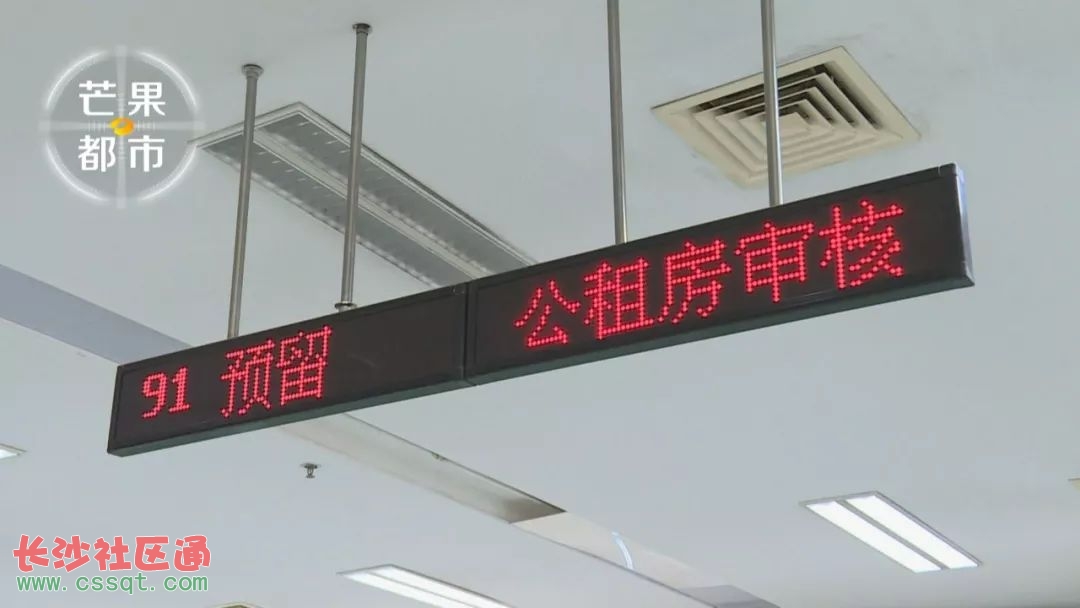 芒果
都市
91 预留 公租房审核
长沙社区通
www.cssqt.com